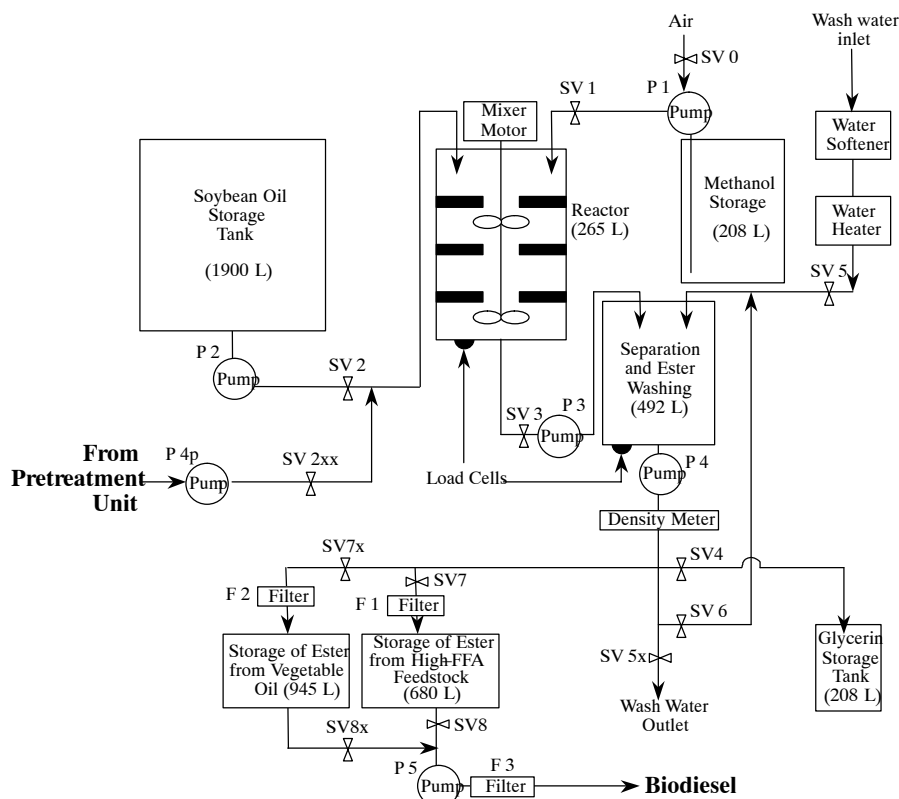 Air
Wash water
inlet
SV 0
SV 1
P 1
Pump
Mixer
Motor
Water
Softener
Soybean Oil
Storage
Tank
(1900 L)
Reactor
(265 L)
Methanol
Storage
(208 L)
Water
Heater
SV 5
P 2
Pump
SV 2
Separation
and Ester
Washing
(492 L)
SV 3
P 3
Pump
From
Pretreatment
Unit
P 4p
Pump
SV 2xx
Load Cells
P 4
Pump
Density Meter
SV7x
SV7
SV4
F 2
Filter
F 1
Filter
SV 6
Storage of Ester
from Vegetable
Oil (945 L)
Storage of Ester
from High-FFA
Feedstock
(680 L)
SV 5x
Glycerin
Storage
Tank
(208 L)
Wash Water
Outlet
SV8x
SV8
P 5
Pump
F 3
Filter
Biodiesel